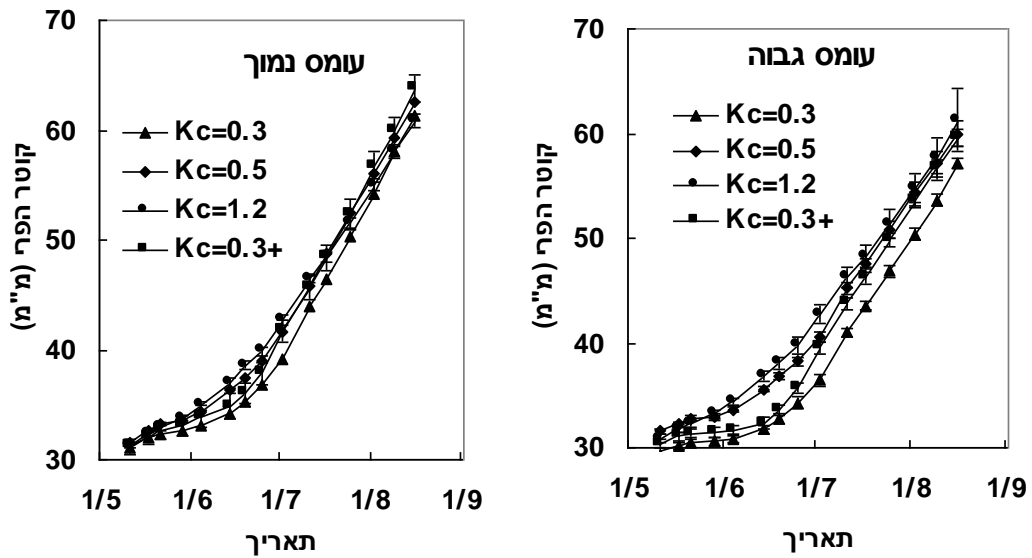 עומס נמוך
קוטר הפרי (מ"מ)
70
60
50
40
30
Kc=0.3
Kc=0.5
Kc=1.2
Kc=0.3+
1/5 1/6 1/7 1/8 1/9
תאריך
עומס גבוה
קוטר הפרי (מ"מ)
70
60
50
40
30
Kc=0.3
Kc=0.5
Kc=1.2
Kc=0.3+
1/5 1/6 1/7 1/8 1/9
תאריך